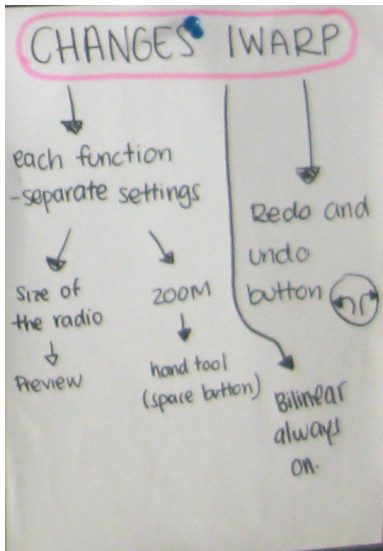 CHANGES IWARP
each function
-separate settings
Size of
the radio
Preview
ZOOM
hand tool
(space button)
Redo and
undo
button
Bilinear
always
on.